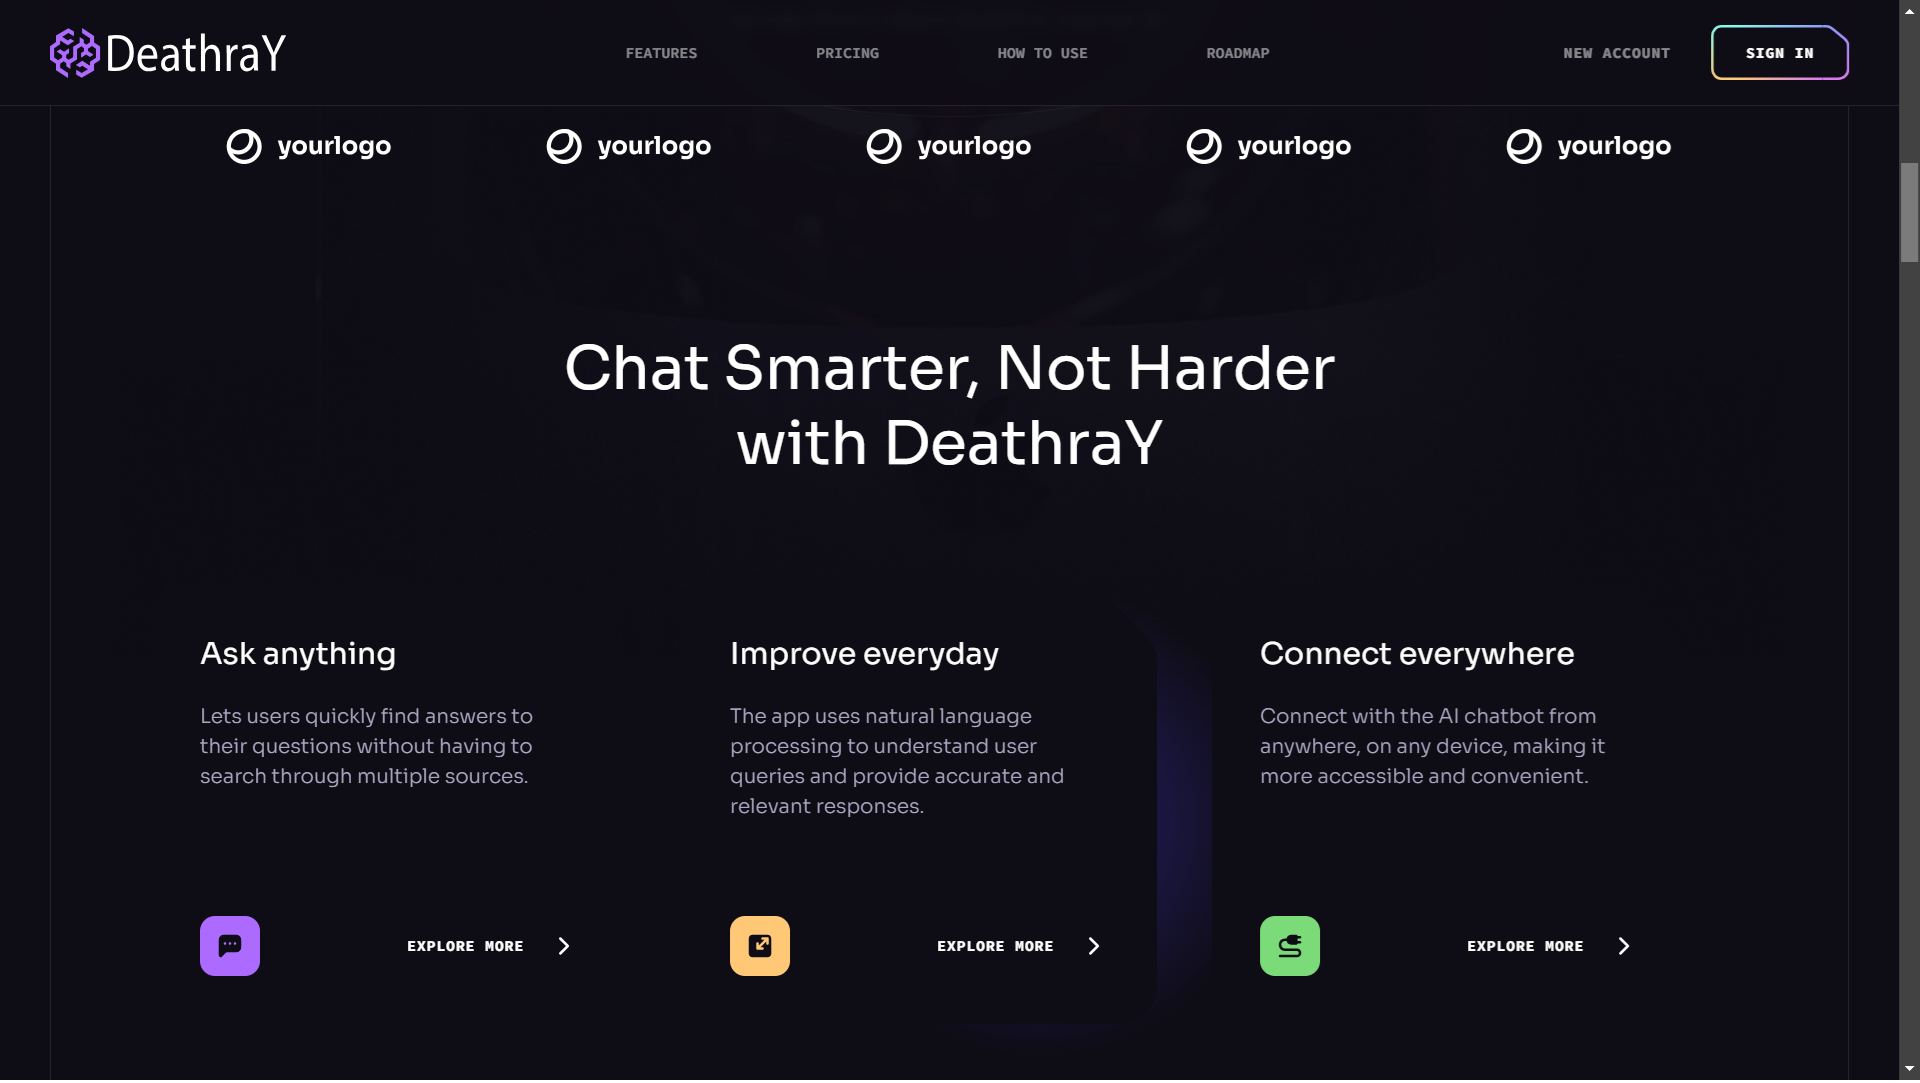 DeathraY
FEATURES
PRICING
HOW TO USE
ROADMAP
NEW ACCOUNT
SIGN IN
yourlogo
yourlogo
yourlogo
yourlogo
yourlogo
Chat Smarter, Not Harder
with DeathraY
Ask anything
Lets users quickly find answers to
their questions without having to
search through multiple sources.
EXPLORE MORE
Improve everyday
The app uses natural language
processing to understand user
queries and provide accurate and
relevant responses.
EXPLORE MORE
Connect everywhere
Connect with the AI chatbot from
anywhere, on any device, making it
more accessible and convenient.
EXPLORE MORE